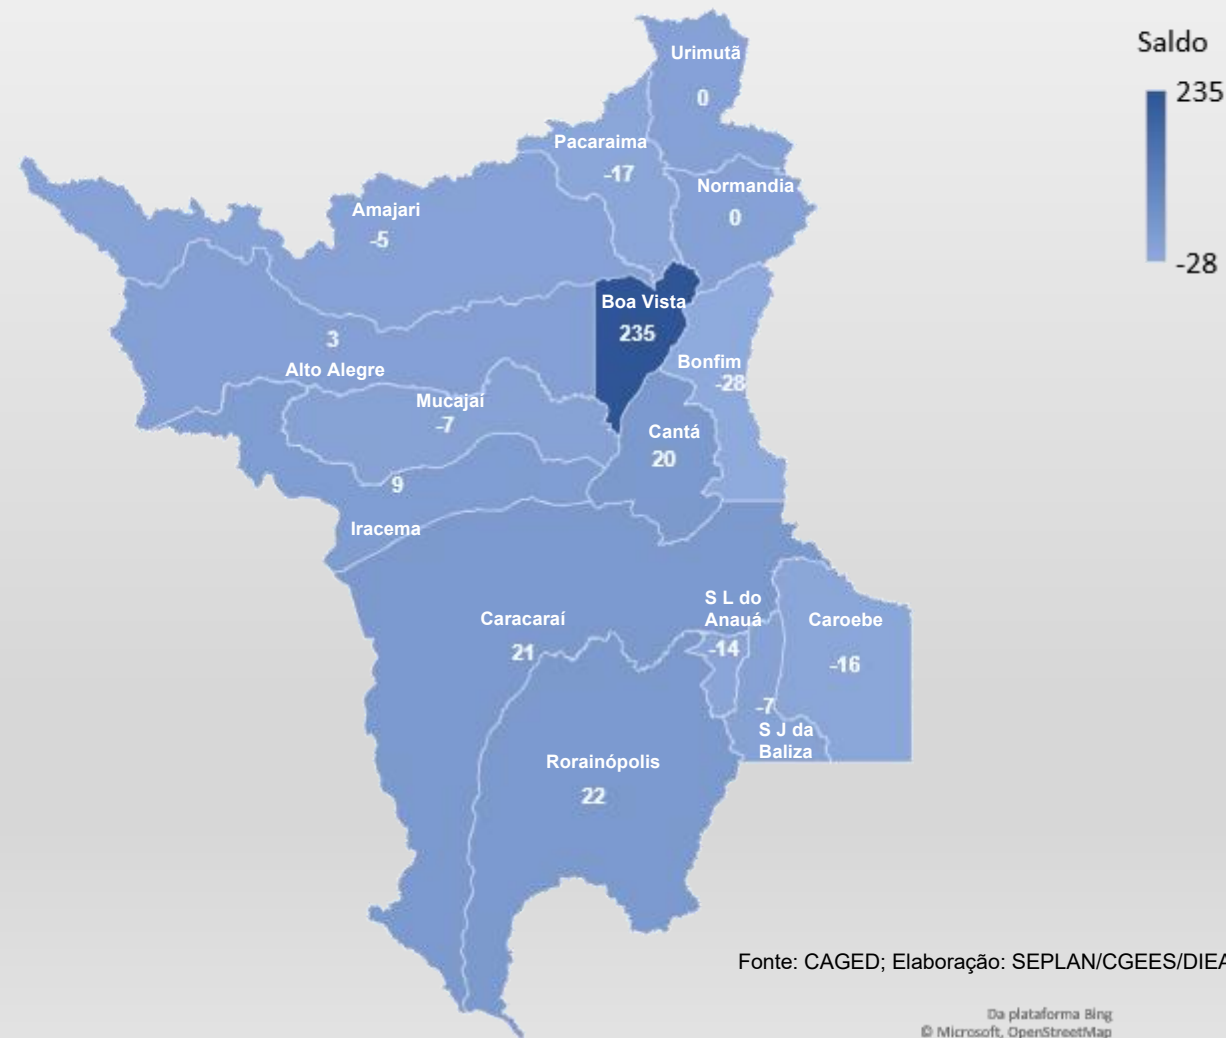 Saldo
235
-28
Urimutã
0
Pacaraima
-17
Normandia
0
Amajari
-5
Boa Vista
235
3
Alto Alegre
Bonfim
-28
Mucajaí
-7
Cantá
20
9
Iracema
Caracaraí
21
S L do
Anauá
-14
Caroebe
-16
-7
S J da
Baliza
Rorainópolis
22
Fonte: CAGED; Elaboração: SEPLAN/CGEES/DIEA
Da plataforma Bing
© Microsoft, OpenStreetMap